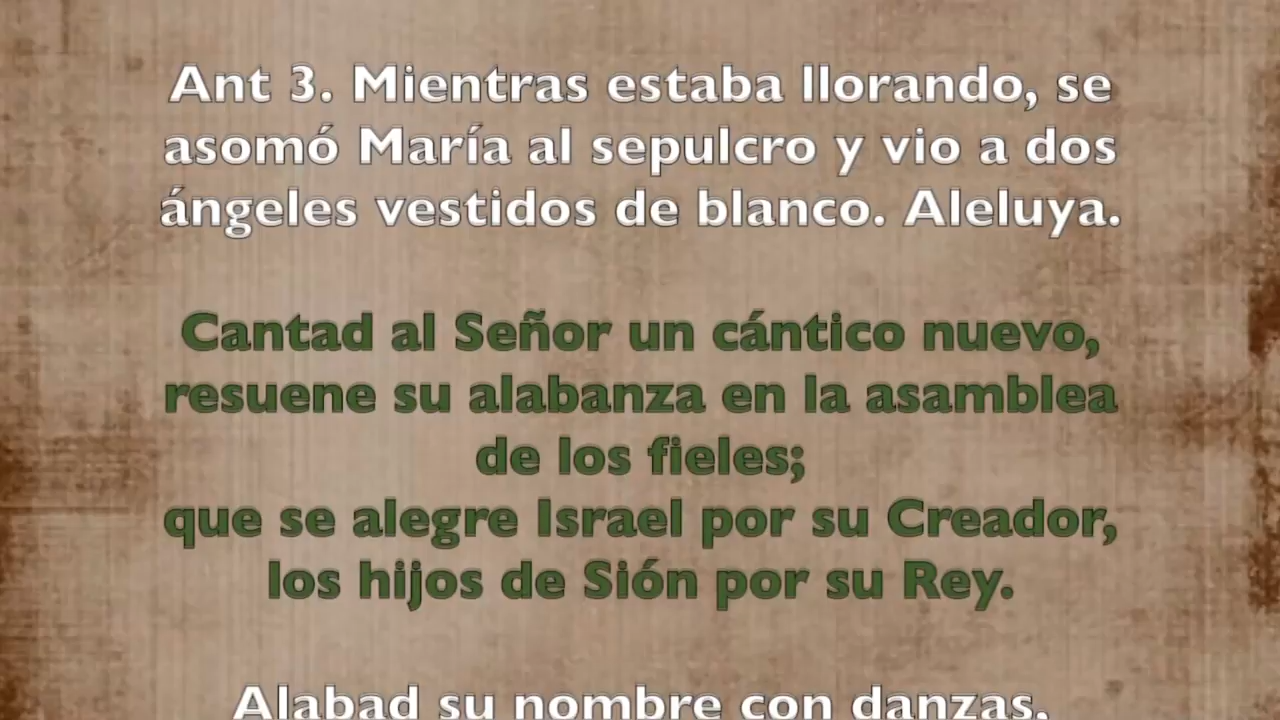 Ant 3. Mientras estaba llorando, se
asomó María al sepulcro y vio a dos
ángeles vestidos de blanco. Aleluya.
Cantad al Señor un cántico nuevo,
resuene su alabanza en la asamblea
de los fieles;
que se alegre Israel por su Creador,
los hijos de Sión por su Rey.
Alabad su nombre con danzas,